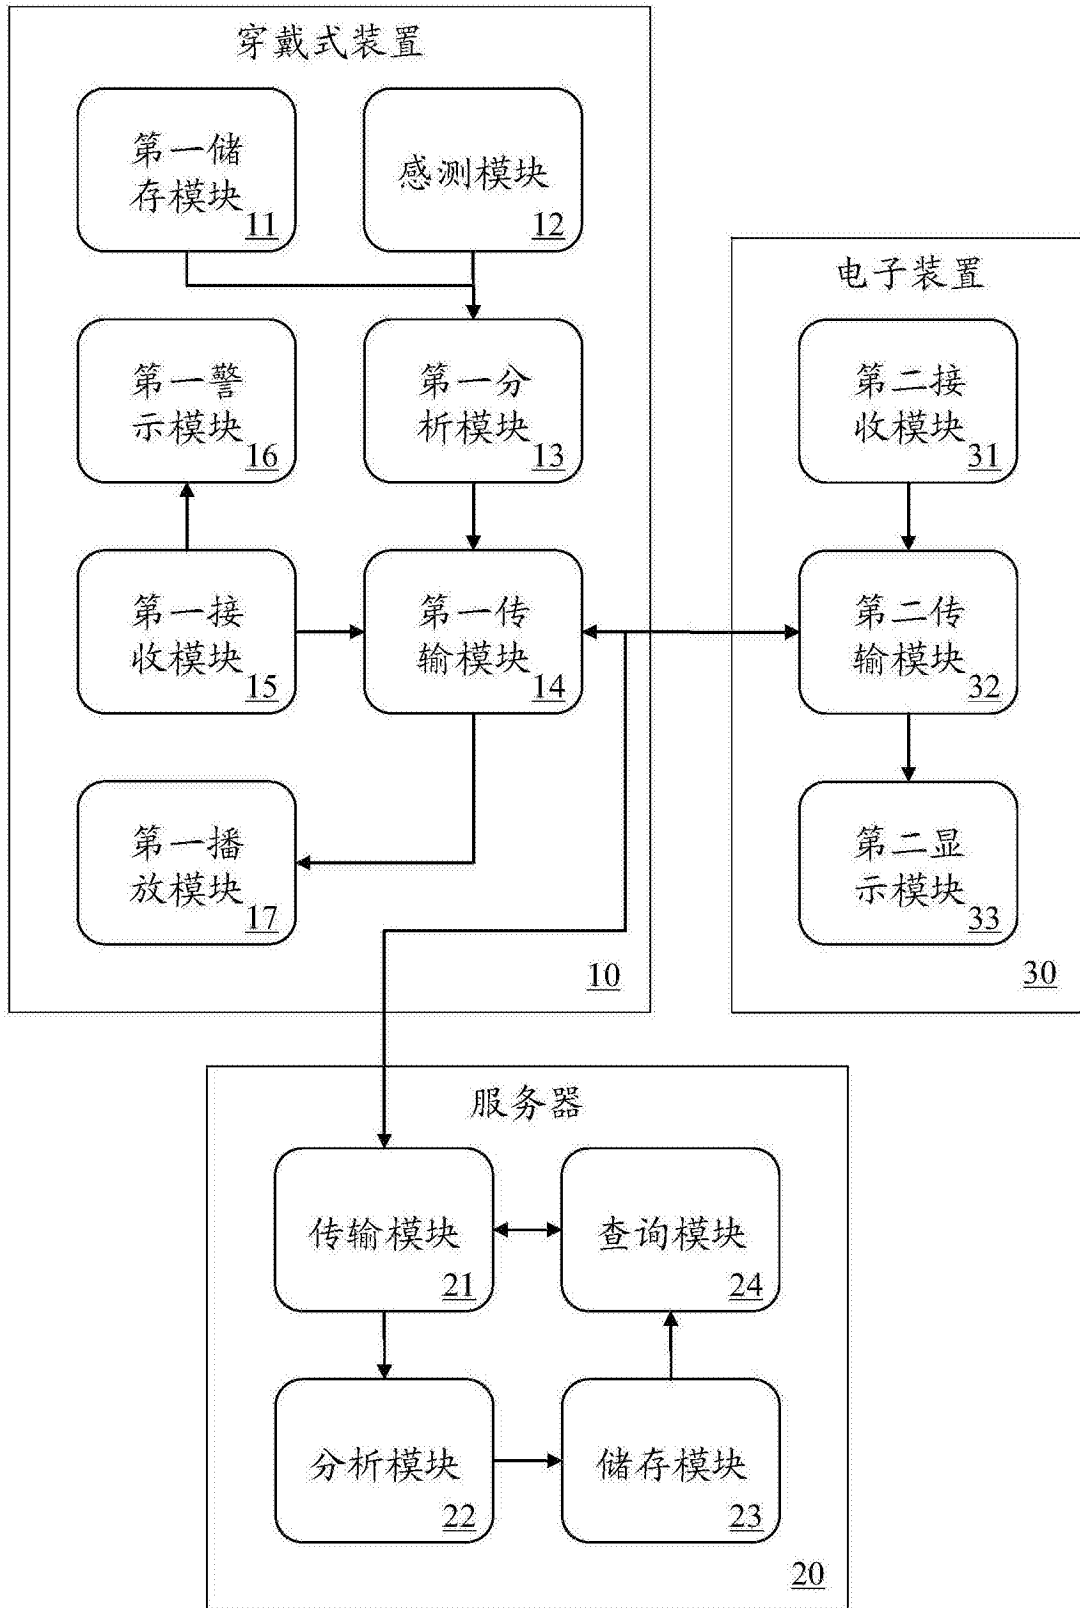 穿戴式装置
第一储
存模块
11
感测模块
12
第一警
示模块
16
第一分
析模块
13
第一接
收模块
15
第一传
输模块
14
第一播
放模块
17
10
电子装置
第二接
收模块
31
第二传
输模块
32
第二显
示模块
33
30
服务器
传输模块
21
查询模块
24
分析模块
22
储存模块
23
20